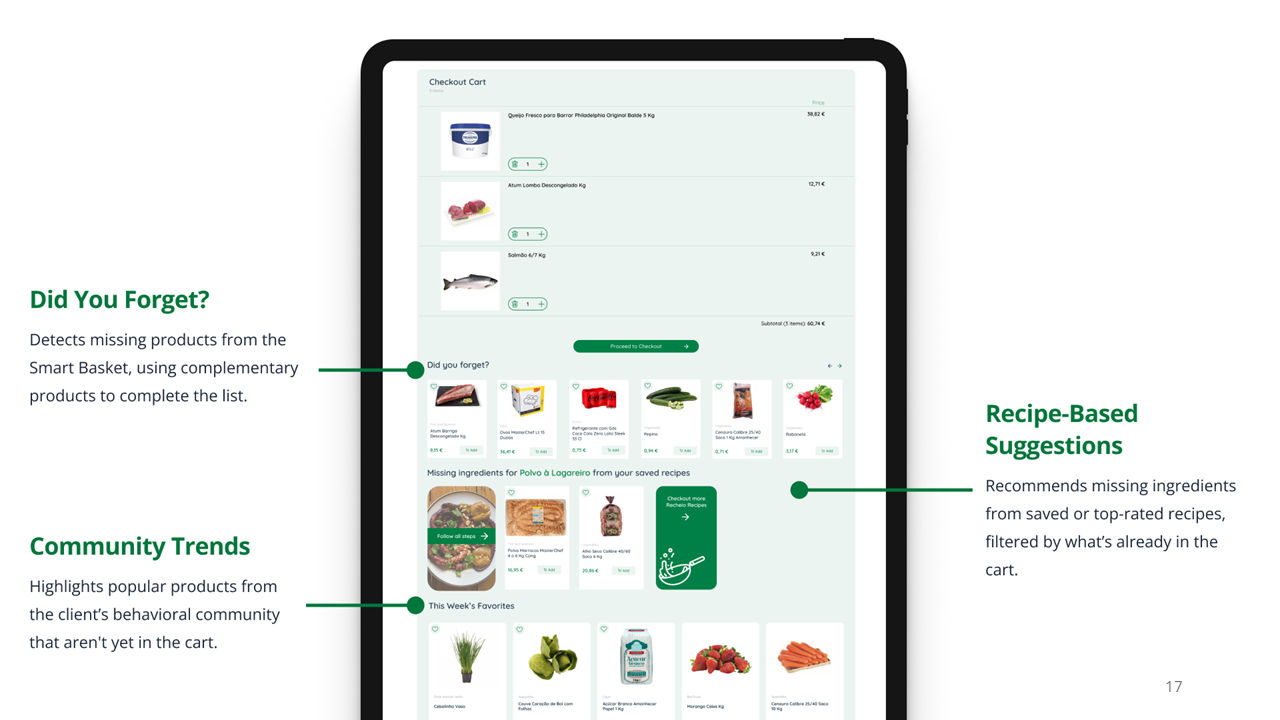 Checkout Cart
3 items
Price
Queijo Fresco para Barrar Philadelphia Original Balde 5 Kg
38,82 €
1
Atum Lombo Descongelado Kg
12,71 €
1
Salmão 6/7 Kg
9,21 €
1
Subtotal (3 items): 60,74 €
Proceed to Checkout
Did You Forget?
Detects missing products from the
Smart Basket, using complementary
products to complete the list.
Did you forget?
Atum Barriga
Descongelado Kg
Add
Ovos MasterChef Lt 15
Duzias
36,41 €
Add
Refrigerante com Gás
Coca Cola Zero Lata Sleek
33 Cl
0,75 €
Add
Pepino
0,94 €
Add
Cenoura Calibre 25/40
Saco 1 Kg Amanhecer
0,71 €
Add
Rabanete
3,17 €
Add
Missing ingredients for Polvo à Lagareiro from your saved recipes
Follow all steps
Polvo Marrocos MasterChef
4 a 6 Kg Cong
16,95 €
Add
Alho Seco Calibre 40/60
Saco 6 Kg
20,86 €
Add
Checkout more
Recheio Recipes
Recipe-Based
Suggestions
Recommends missing ingredients
from saved or top-rated recipes,
filtered by what’s already in the
cart.
Community Trends
Highlights popular products from
the client’s behavioral community
that aren't yet in the cart.
This Week's Favorites
Cebolinho Vaso
Couve Coração de Boi com
Folhas
Açúcar Branco Amanhecer
Papel 1 Kg
Morango Caixa Kg
Cenoura Calibre 25/40 Saco
10 Kg
17